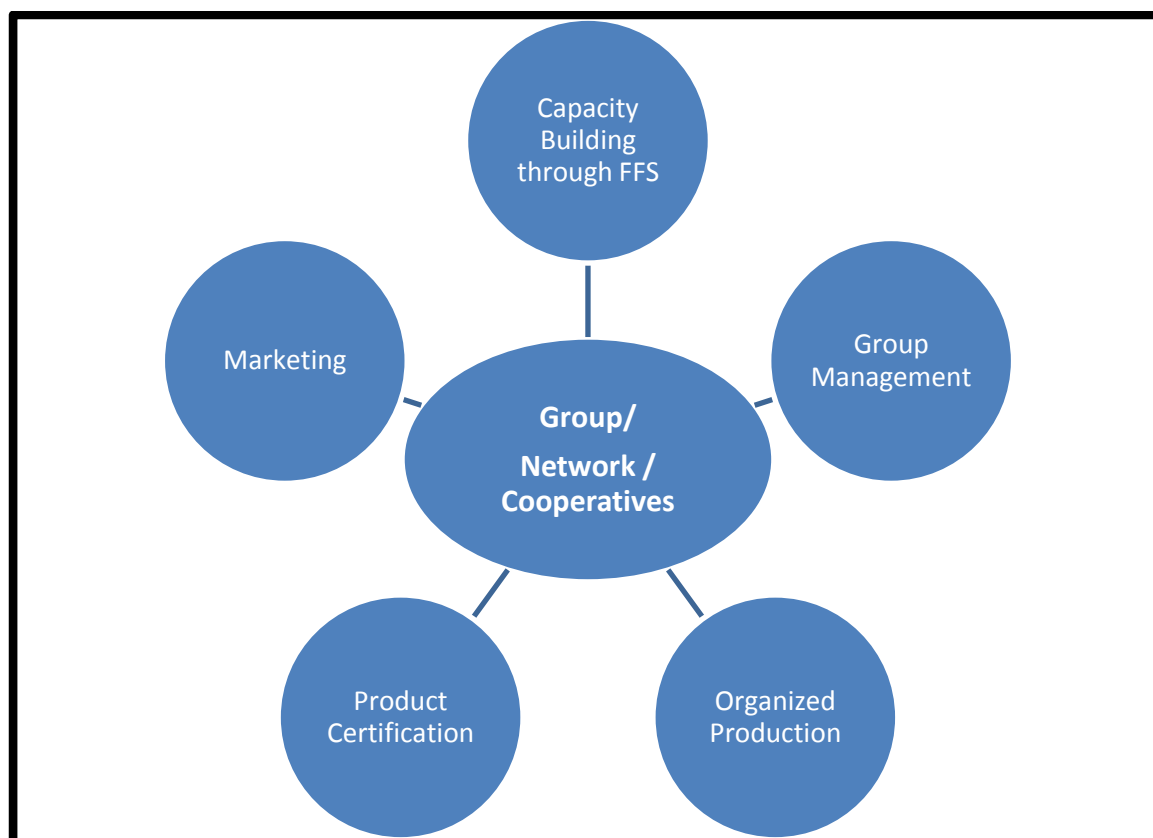 Capacity
Building
through FFS
Marketing
Group
Management
Group/
Network /
Cooperatives
Product
Certification
Organized
Production